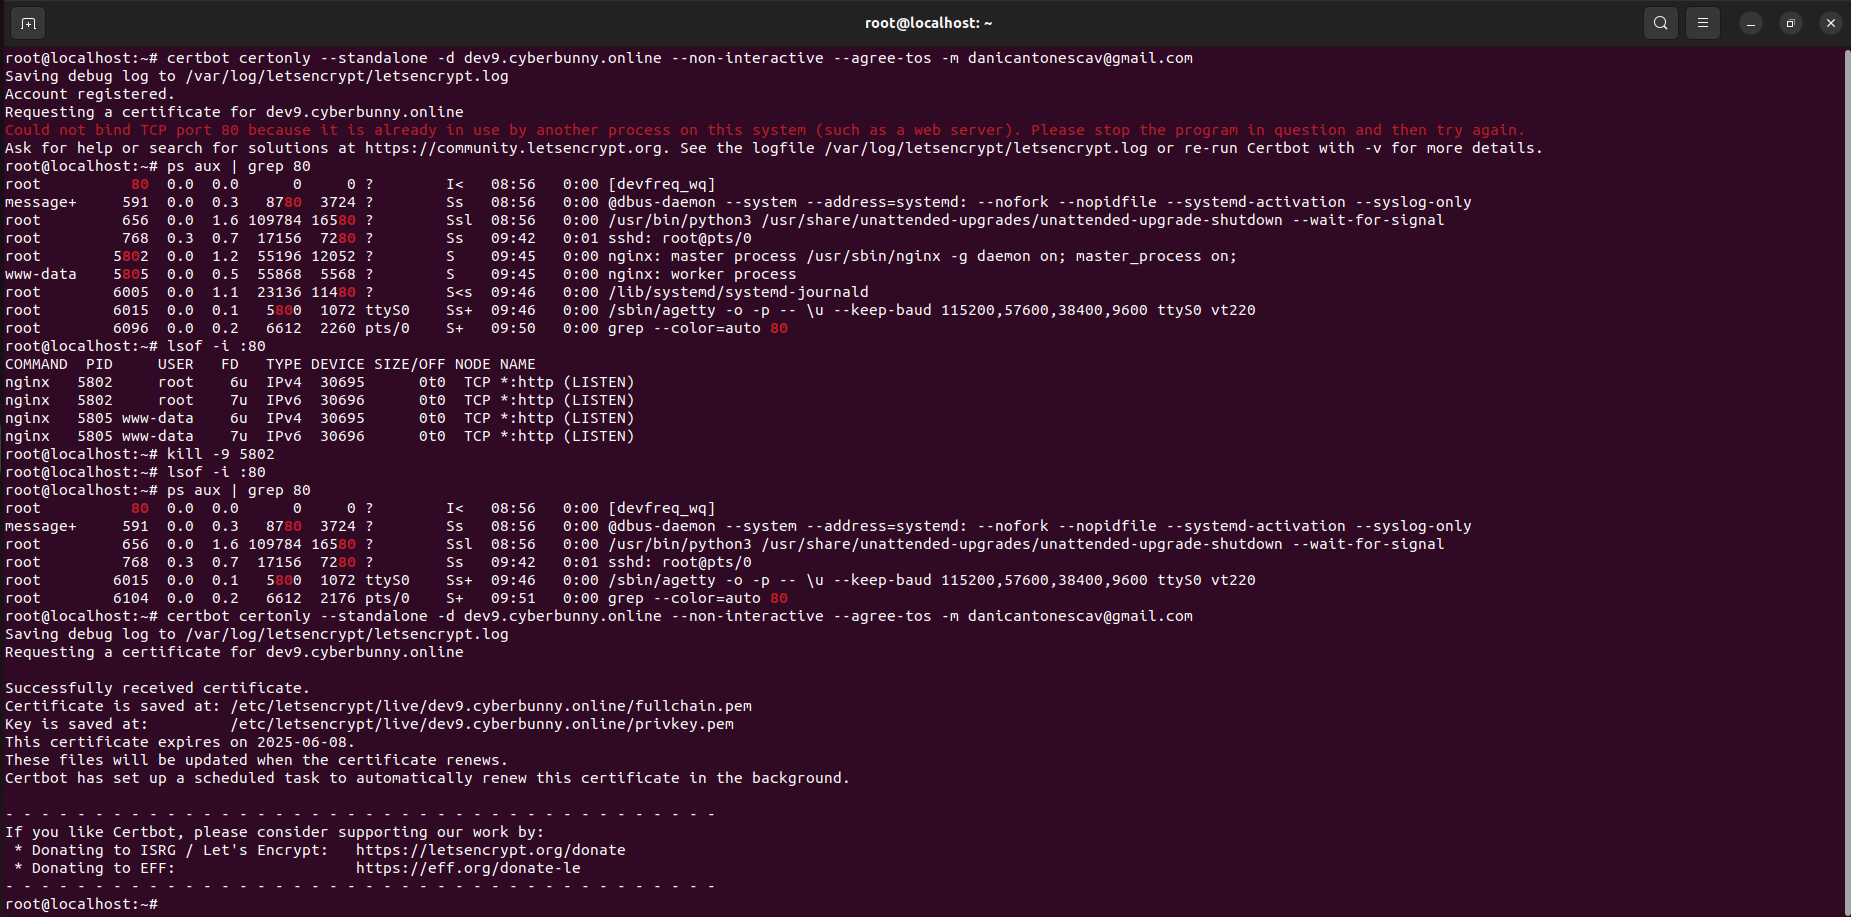 root@localhost: ~
root@localhost:~# certbot certonly --standalone -d dev9.cyberbunny.online --non-interactive --agree-tos -m danicantonescav@gmail.com
Saving debug log to /var/log/letsencrypt/letsencrypt.log
Account registered.
Requesting a certificate for dev9.cyberbunny.online
Could not bind TCP port 80 because it is already in use by another process on this system (such as a web server). Please stop the program in question and then try again.
Ask for help or search for solutions at https://community.letsencrypt.org. See the logfile /var/log/letsencrypt/letsencrypt.log or re-run Certbot with -v for more details.
root@localhost:~# ps aux | grep 80
root          80  0.0  0.0      0     0 ?        I<   08:56   0:00 [devfreq_wq]
message+     591  0.0  0.3   8780  3724 ?        Ss   08:56   0:00 @dbus-daemon --system --address=systemd: --nofork --nopidfile --systemd-activation --syslog-only
root         656  0.0  1.6 109784 16580 ?        Ssl  08:56   0:00 /usr/bin/python3 /usr/share/unattended-upgrades/unattended-upgrade-shutdown --wait-for-signal
root         768  0.3  0.7  17156  7280 ?        Ss   09:42   0:01 sshd: root@pts/0
root        5802  0.0  1.2  55196 12052 ?        S    09:45   0:00 nginx: master process /usr/sbin/nginx -g daemon on; master_process on;
www-data    5805  0.0  0.5  55868  5568 ?        S    09:45   0:00 nginx: worker process
root        6005  0.0  1.1  23136 11480 ?        S<s  09:46   0:00 /lib/systemd/systemd-journald
root        6015  0.0  0.1   5800  1072 ttyS0    Ss+  09:46   0:00 /sbin/agetty -o -p -- \u --keep-baud 115200,57600,38400,9600 ttyS0 vt220
root        6096  0.0  0.2   6612  2260 pts/0    S+   09:50   0:00 grep --color=auto 80
root@localhost:~# lsof -i :80
COMMAND  PID     USER   FD   TYPE DEVICE SIZE/OFF NODE NAME
nginx   5802     root    6u  IPv4  30695      0t0  TCP *:http (LISTEN)
nginx   5802     root    7u  IPv6  30696      0t0  TCP *:http (LISTEN)
nginx   5805 www-data    6u  IPv4  30695      0t0  TCP *:http (LISTEN)
nginx   5805 www-data    7u  IPv6  30696      0t0  TCP *:http (LISTEN)
root@localhost:~# kill -9 5802
root@localhost:~# lsof -i :80
root@localhost:~# ps aux | grep 80
root          80  0.0  0.0      0     0 ?        I<   08:56   0:00 [devfreq_wq]
message+     591  0.0  0.3   8780  3724 ?        Ss   08:56   0:00 @dbus-daemon --system --address=systemd: --nofork --nopidfile --systemd-activation --syslog-only
root         656  0.0  1.6 109784 16580 ?        Ssl  08:56   0:00 /usr/bin/python3 /usr/share/unattended-upgrades/unattended-upgrade-shutdown --wait-for-signal
root         768  0.3  0.7  17156  7280 ?        Ss   09:42   0:01 sshd: root@pts/0
root        6015  0.0  0.1   5800  1072 ttyS0    Ss+  09:46   0:00 /sbin/agetty -o -p -- \u --keep-baud 115200,57600,38400,9600 ttyS0 vt220
root        6104  0.0  0.2   6612  2176 pts/0    S+   09:51   0:00 grep --color=auto 80
root@localhost:~# certbot certonly --standalone -d dev9.cyberbunny.online --non-interactive --agree-tos -m danicantonescav@gmail.com
Saving debug log to /var/log/letsencrypt/letsencrypt.log
Requesting a certificate for dev9.cyberbunny.online
Successfully received certificate.
Certificate is saved at: /etc/letsencrypt/live/dev9.cyberbunny.online/fullchain.pem
Key is saved at:         /etc/letsencrypt/live/dev9.cyberbunny.online/privkey.pem
This certificate expires on 2025-06-08.
These files will be updated when the certificate renews.
Certbot has set up a scheduled task to automatically renew this certificate in the background.
- - - - - - - - - - - - - - - - - - - - - - - - - - - - - - - - - - - - - - - -
If you like Certbot, please consider supporting our work by:
 * Donating to ISRG / Let's Encrypt:   https://letsencrypt.org/donate
 * Donating to EFF:                    https://eff.org/donate-le
- - - - - - - - - - - - - - - - - - - - - - - - - - - - - - - - - - - - - - - -
root@localhost:~#